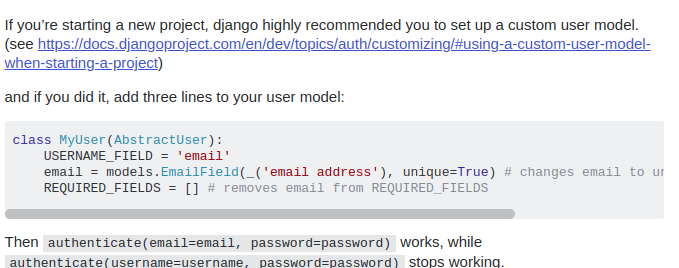 If you’re starting a new project, django highly recommended you to set up a custom user model.
(see https://docs.djangoproject.com/en/dev/topics/auth/customizing/#using-a-custom-user-model-
when-starting-a-project)
and if you did it, add three lines to your user model:
class MyUser(AbstractUser):
    USERNAME_FIELD = 'email'
    email = models.EmailField(_('email address'), unique=True) # changes email to
    REQUIRED_FIELDS = [] # removes email from REQUIRED_FIELDS
Then authenticate(email=email, password=password) works, while
authenticate(username=username, password=password) stops working.